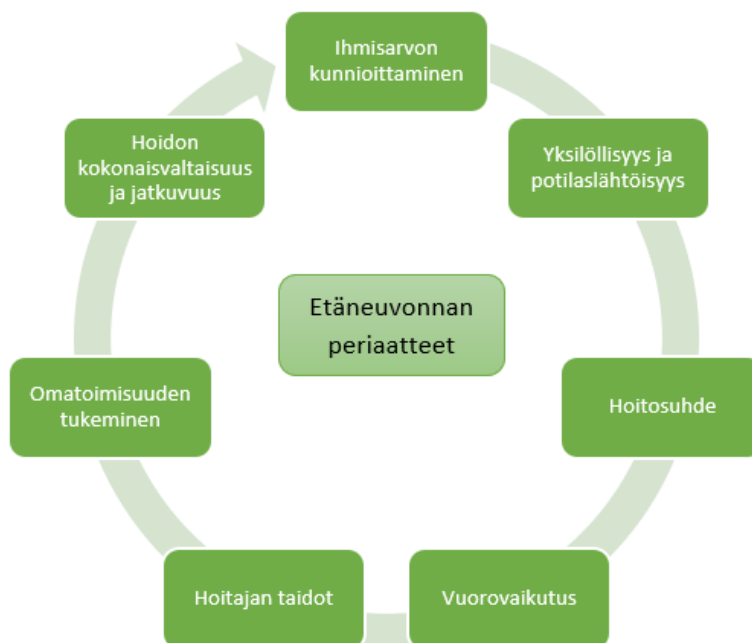 Ihmisarvon
kunnioittaminen
Yksilöllisyys ja
potilaslähtöisyys
Hoitosuhde
Vuorovaikutus
Hoitajan taidot
Omatoimisuuden
tukeminen
Hoidon
kokonaisvaltaisuus
ja jatkuvuus
Etäneuvonnan
periaatteet